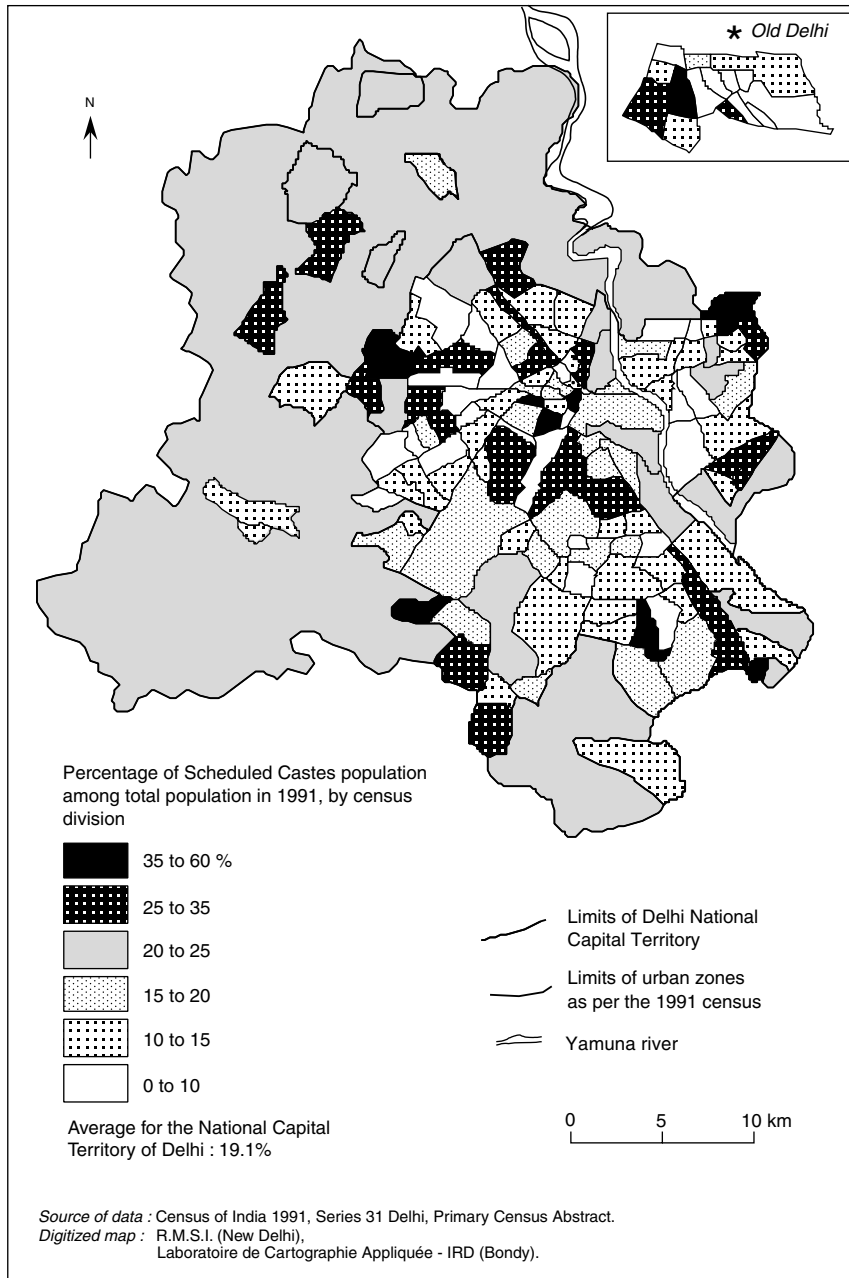 * Old Delhi
N
Percentage of Scheduled Castes population
among total population in 1991, by census
division
35 to 60 %
25 to 35
20 to 25
15 to 20
10 to 15
0 to 10
Average for the National Capital
Territory of Delhi : 19.1%
Limits of Delhi National
Capital Territory
Limits of urban zones
as per the 1991 census
Yamuna river
0 5 10 km
Source of data : Census of India 1991, Series 31 Delhi, Primary Census Abstract.
Digitized map : R.M.S.I. (New Delhi),
Laboratoire de Cartographie Appliquée - IRD (Bondy).